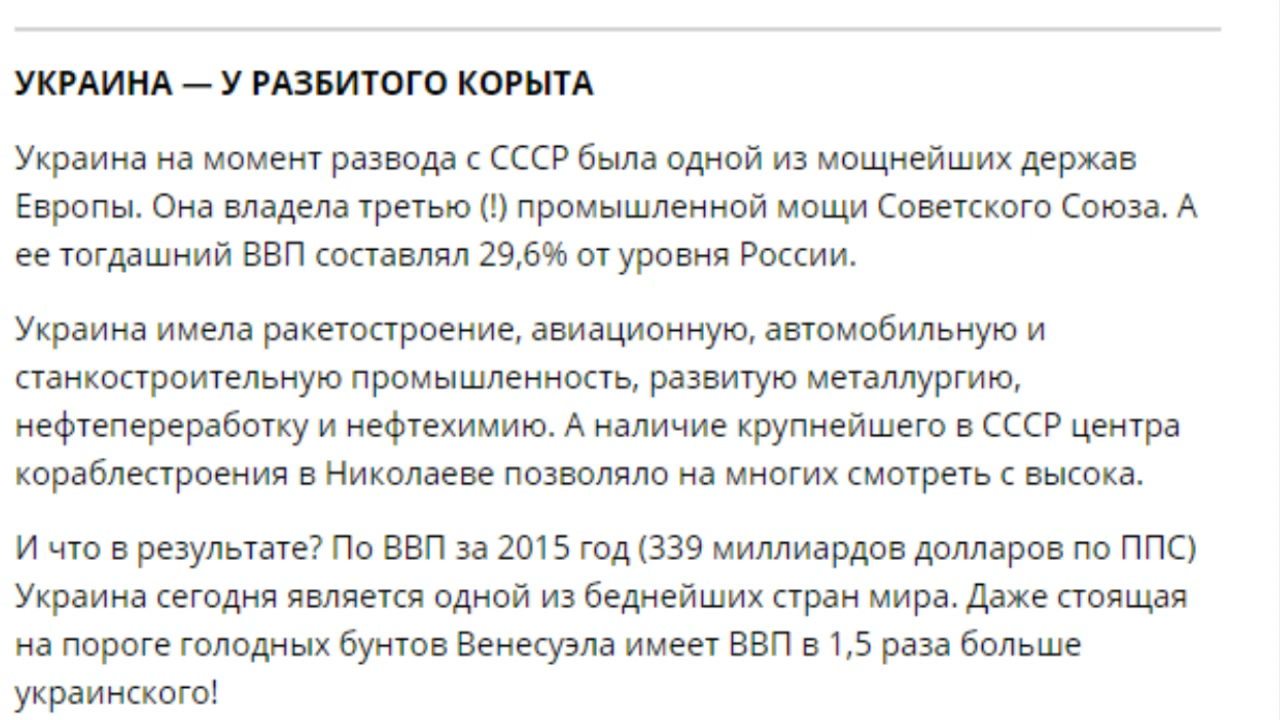 УКРАИНА — У РАЗБИТОГО КОРЫТА
Украина на момент развода с СССР была одной из мощнейших держав
Европы. Она владела третью (!) промышленной мощи Советского Союза. А
ее тогдашний ВВП составлял 29,6% от уровня России.
Украина имела ракетостроение, авиационную, автомобильную и
станкостроительную промышленность, развитую металлургию,
нефтепереработку и нефтехимию. А наличие крупнейшего в СССР центра
кораблестроения в Николаеве позволяло на многих смотреть с высока.
И что в результате? По ВВП за 2015 год (339 миллиардов долларов по ППС)
Украина сегодня является одной из беднейших стран мира. Даже стоящая
на пороге голодных бунтов Венесуэла имеет ВВП в 1,5 раза больше
украинского!